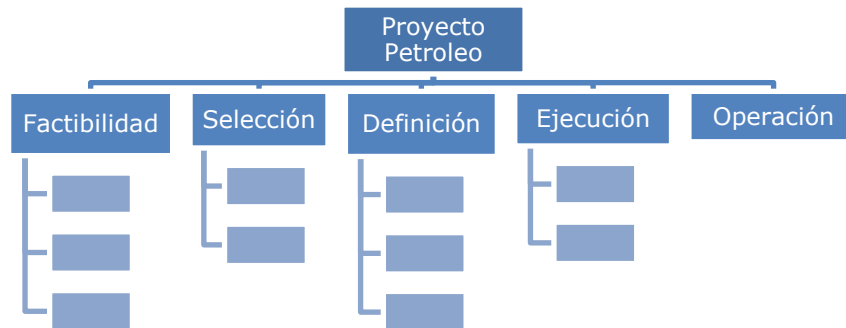 Proyecto
Petroleo
Factibilidad
Selección
Definición
Ejecución
Operación